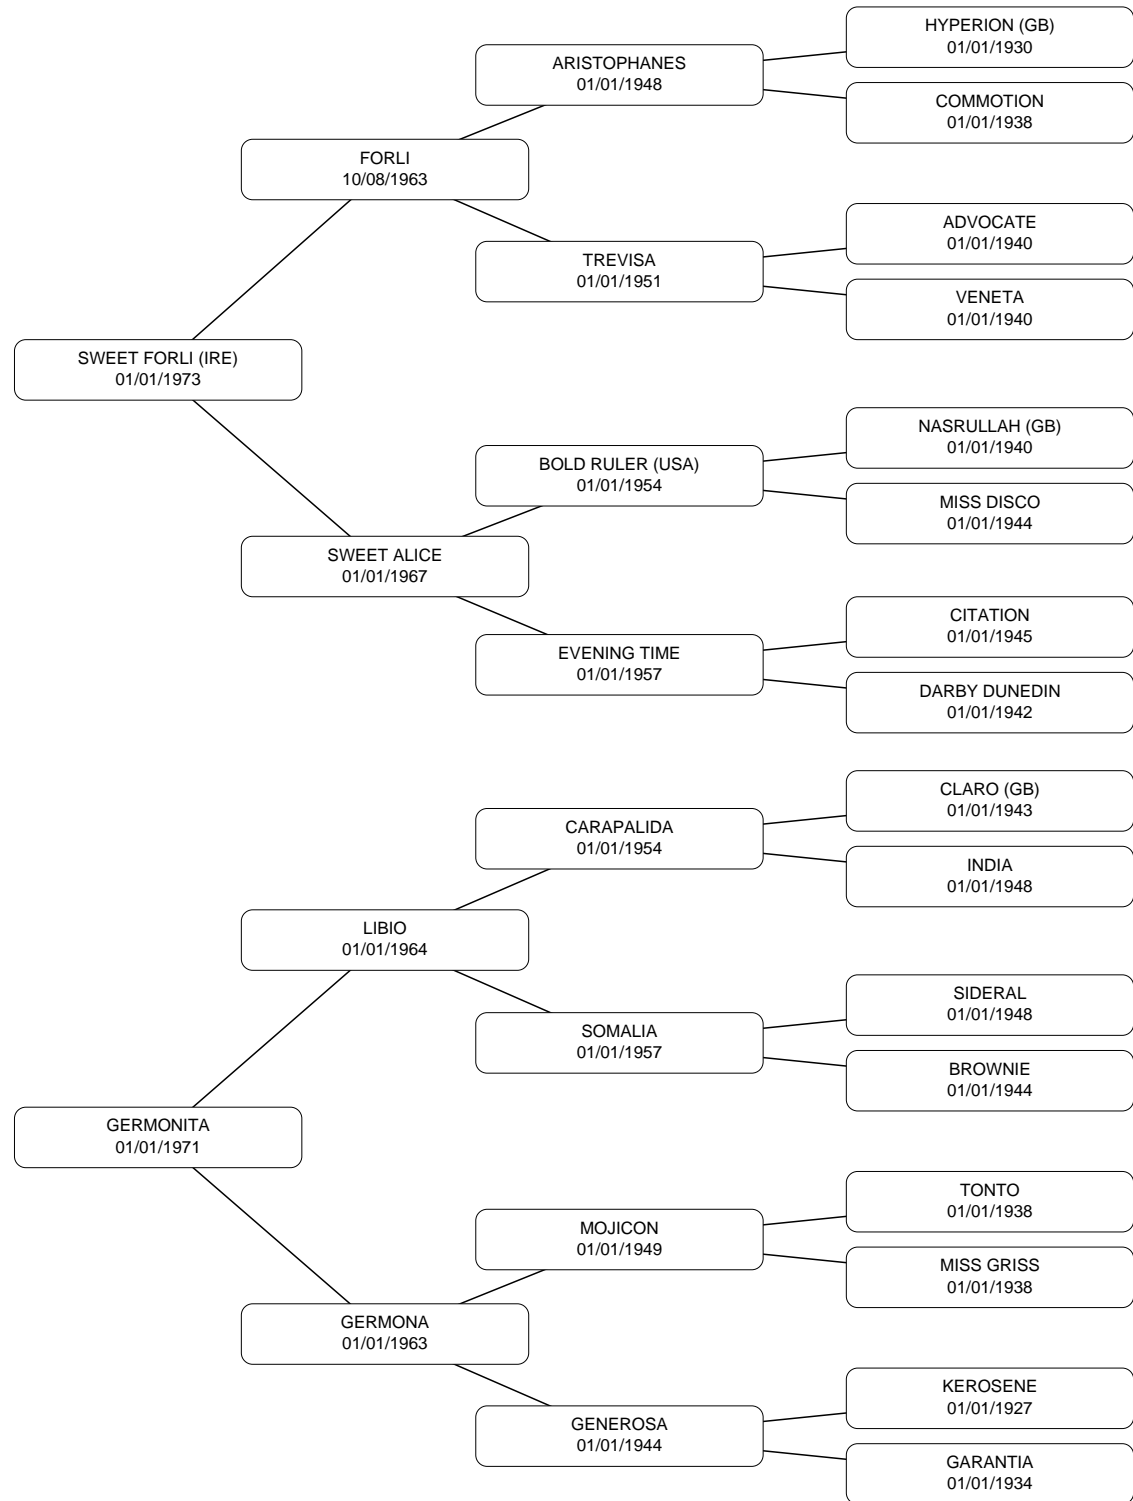 HYPERION (GB)
01/01/1930
ARISTOPHANES
01/01/1948
COMMOTION
01/01/1938
FORLI
10/08/1963
ADVOCATE
01/01/1940
TREVISA
01/01/1951
VENETA
01/01/1940
SWEET FORLI (IRE)
01/01/1973
NASRULLAH (GB)
01/01/1940
BOLD RULER (USA)
01/01/1954
MISS DISCO
01/01/1944
SWEET ALICE
01/01/1967
CITATION
01/01/1945
EVENING TIME
01/01/1957
DARBY DUNEDIN
01/01/1942
CLARO (GB)
01/01/1943
CARAPALIDA
01/01/1954
INDIA
01/01/1948
LIBIO
01/01/1964
SIDERAL
01/01/1948
SOMALIA
01/01/1957
BROWNIE
01/01/1944
GERMONITA
01/01/1971
TONTO
01/01/1938
MOJICON
01/01/1949
MISS GRISS
01/01/1938
GERMONA
01/01/1963
KEROSENE
01/01/1927
GENEROSA
01/01/1944
GARANTIA
01/01/1934